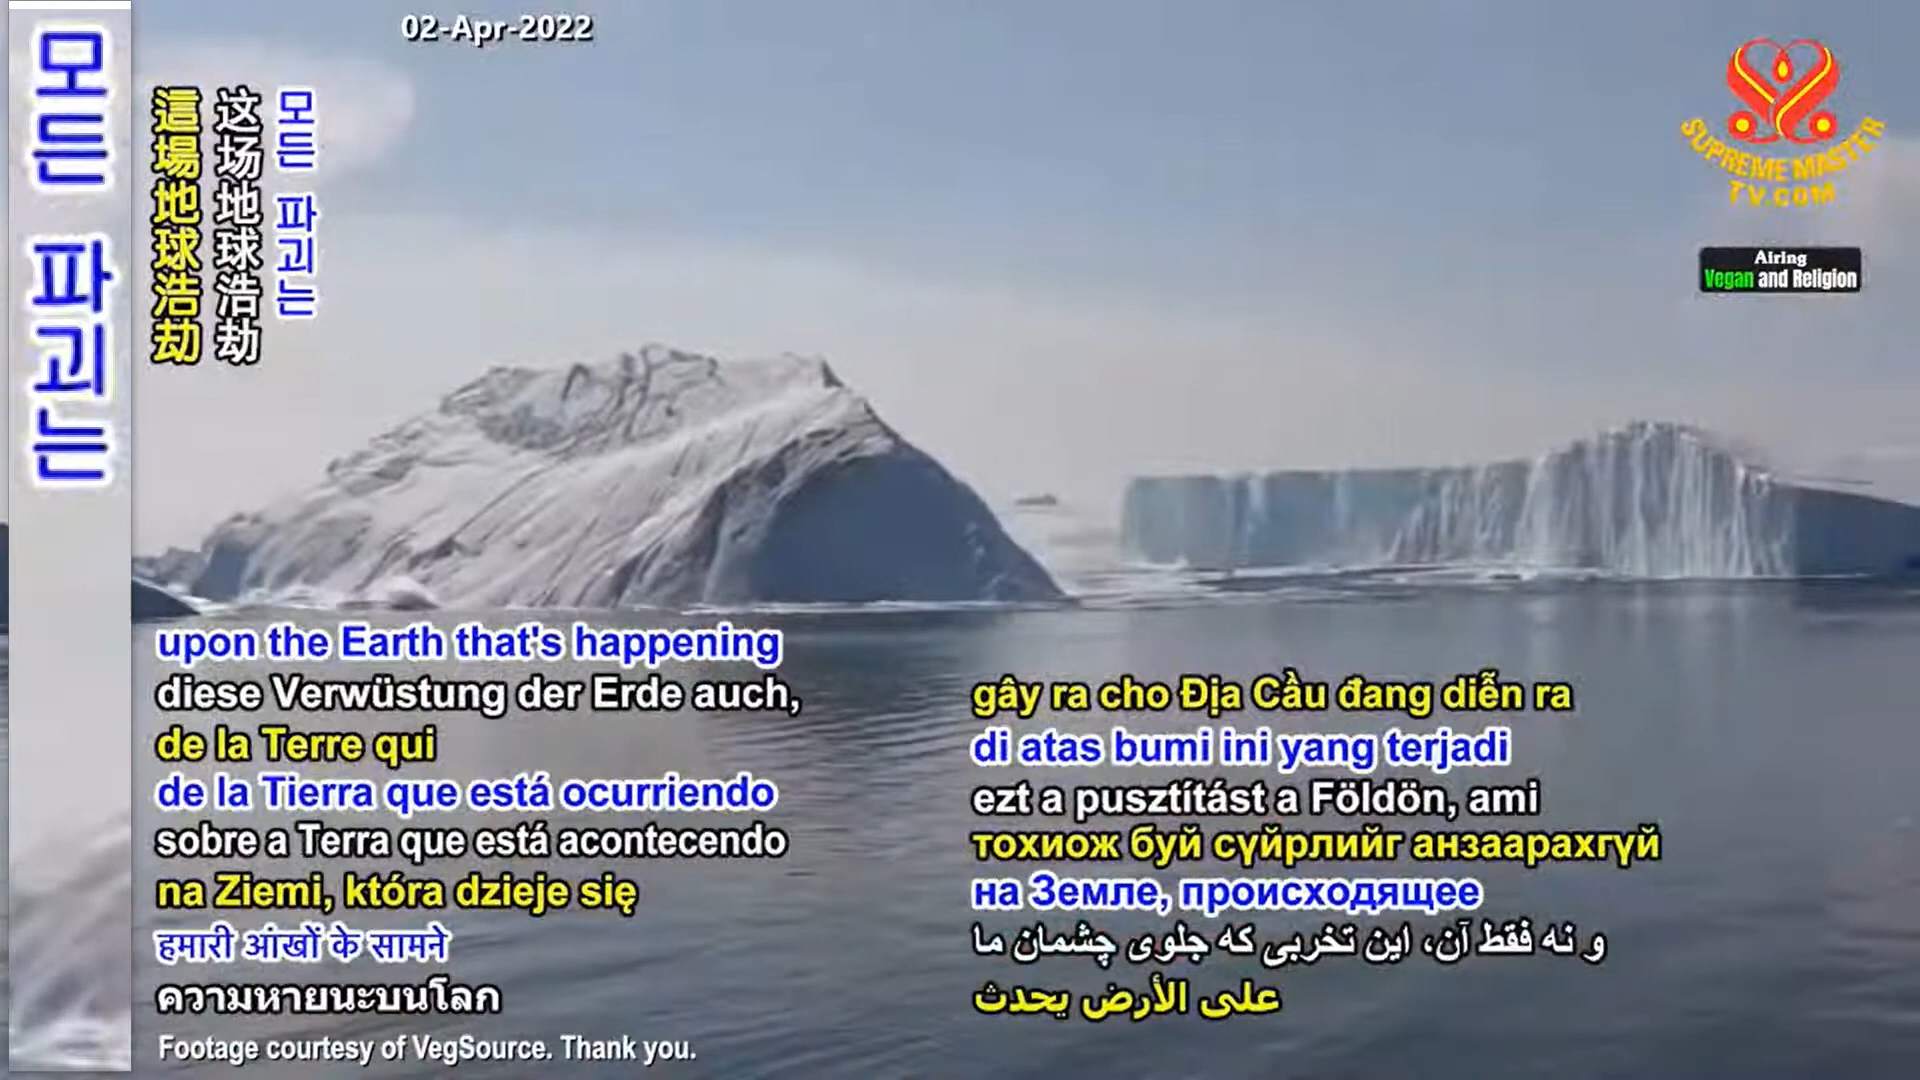 02-Apr-2022
모든 파괴는
這場地球浩劫
这场地球浩劫
모든 파괴는
SUPREME MASTER
TV.COM
Airing
Vegan and Religion
upon the Earth that's happening
diese Verwüstung der Erde auch,
de la Terre qui
de la Tierra que está ocurriendo
sobre a Terra que está acontecendo
na Ziemi, która dzieje się
हमारी आंखों के सामने
ความหายนะบนโลก
gây ra cho Địa Cầu đang diễn ra
di atas bumi ini yang terjadi
ezt a pusztítást a Földön, ami
тохиож буй сүйрлийг анзаарахгүй
на Земле, происходящее
و نه فقط آن، این تخریبی که جلوی چشمان ما
على الأرض يحدث
Footage courtesy of VegSource. Thank you.